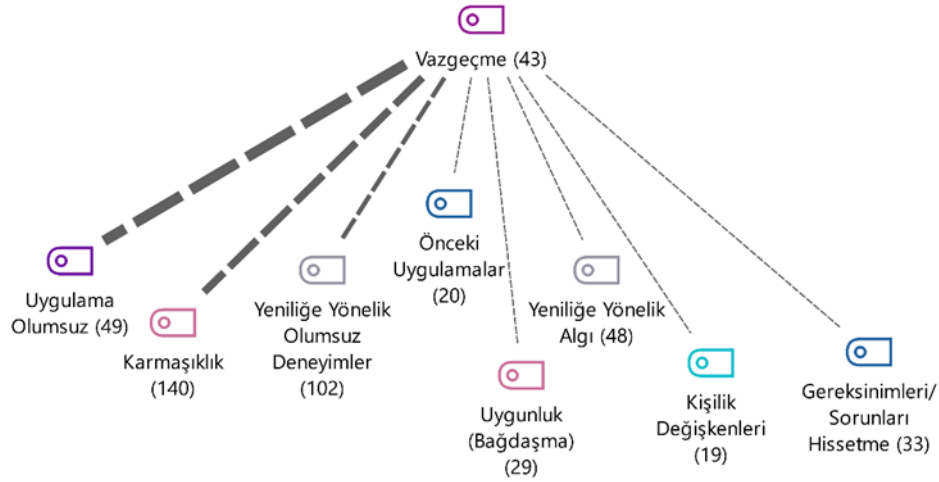 Vazgeçme (43)
Uygulama
Olumsuz (49)
Karmaşıklık
(140)
Yeniliğe Yönelik
Olumsuz
Deneyimler
(102)
Önceki
Uygulamalar
(20)
Uygunluk
(Bağdaşma)
(29)
Yeniliğe Yönelik
Algı (48)
Kişilik
Değişkenleri
(19)
Gereksinimleri/
Sorunları
Hissetme (33)